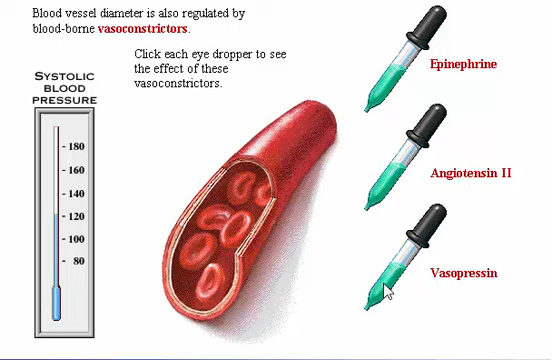 Blood vessel diameter is also regulated by
blood-borne vasoconstrictors.
Click each eye dropper to see
the effect of these
vasoconstrictors.
SYSTOLIC
BLOOD
PRESSURE
180
160
140
120
100
80
Epinephrine
Angiotensin II
Vasopressin